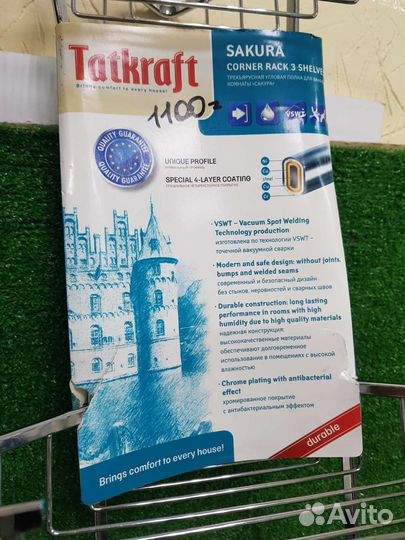 Tatkraft
Brings comfort to every house!
SAKURA
CORNER RACK 3 SHELVE
ТРЕХЪЯРУСНАЯ УГЛОВАЯ ПОЛКА ДЛЯ
КОМНАТЫ «САКУРА»
1100=
VSWT
QUALITY GUARANTEE
QUALITY GUARANTEE
UNIQUE PROFILE
УНИКАЛЬНЫЙ ПРОФИЛЬ
SPECIAL 4-LAYER COATING
СПЕЦИАЛЬНОЕ ЧЕТЫРЕХСЛОЙНОЕ ПОКРЫТИЕ
steel
· VSWT – Vacuum Spot Welding
Technology production
изготовлена по технологии VSWT –
точечной вакуумной сварки
· Modern and safe design: without joints,
bumps and welded seams
современный и безопасный дизайн
без стыков, неровностей и сварных швов
· Durable construction: long lasting
performance in rooms with high
humidity due to high quality materials
надежная конструкция:
высококачественные материалы
обеспечивают долговременное
использование в помещениях с высокой
влажностью
· Chrome plating with antibacterial
effect
хромированное покрытие
с антибактериальным эффектом
durable
Brings comfort to every house!
Avito